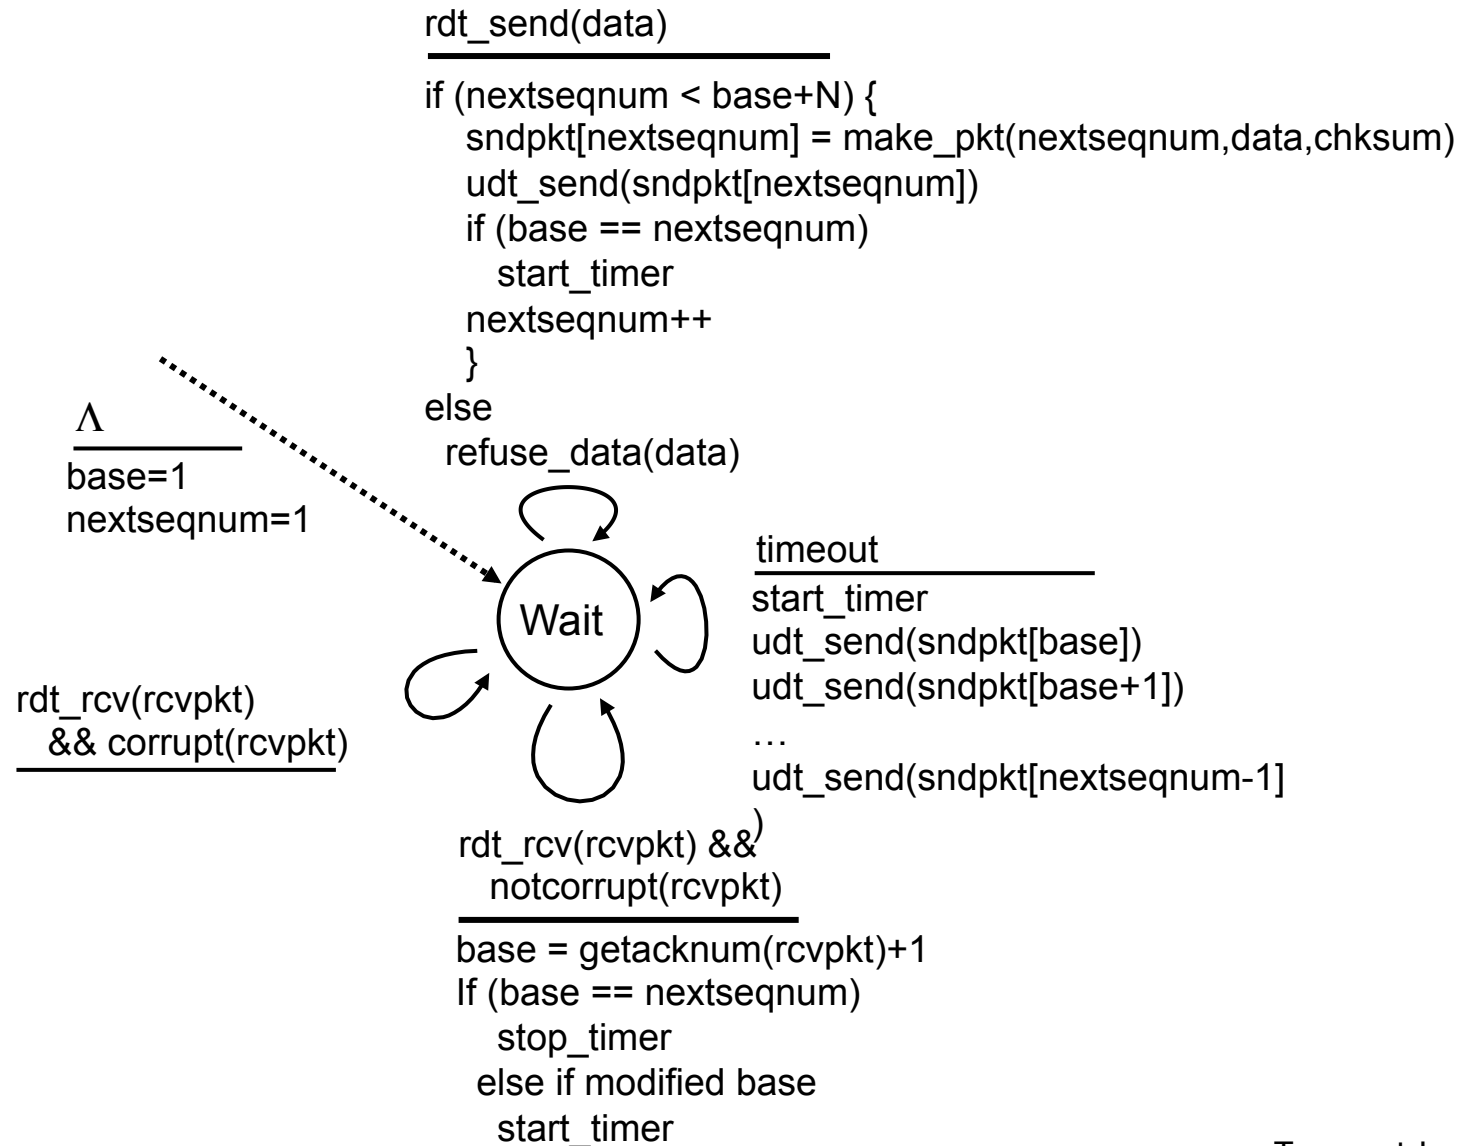 rdt_send(data)
if (nextseqnum < base+N) {
sndpkt[nextseqnum] = make_pkt(nextseqnum,data,chksum)
udt_send(sndpkt[nextseqnum])
if (base == nextseqnum)
start_timer
nextseqnum++
}
else
refuse_data(data)
Λ
base=1
nextseqnum=1
Wait
timeout
start_timer
udt_send(sndpkt[base])
udt_send(sndpkt[base+1])
…
udt_send(sndpkt[nextseqnum-1]
)
rdt_rcv(rcvpkt)
&& corrupt(rcvpkt)
rdt_rcv(rcvpkt) &&
notcorrupt(rcvpkt)
base = getacknum(rcvpkt)+1
If (base == nextseqnum)
stop_timer
else if modified base
start_timer